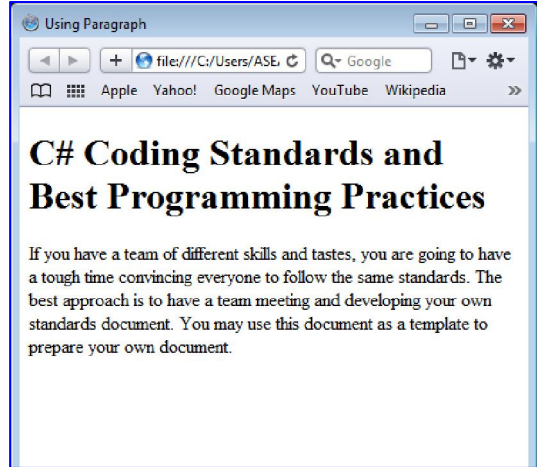 Using Paragraph
file:///C:/Users/ASE/
Google
Apple Yahoo! Google Maps YouTube Wikipedia
C# Coding Standards and
Best Programming Practices
If you have a team of different skills and tastes, you are going to have
a tough time convincing everyone to follow the same standards. The
best approach is to have a team meeting and developing your own
standards document. You may use this document as a template to
prepare your own document.